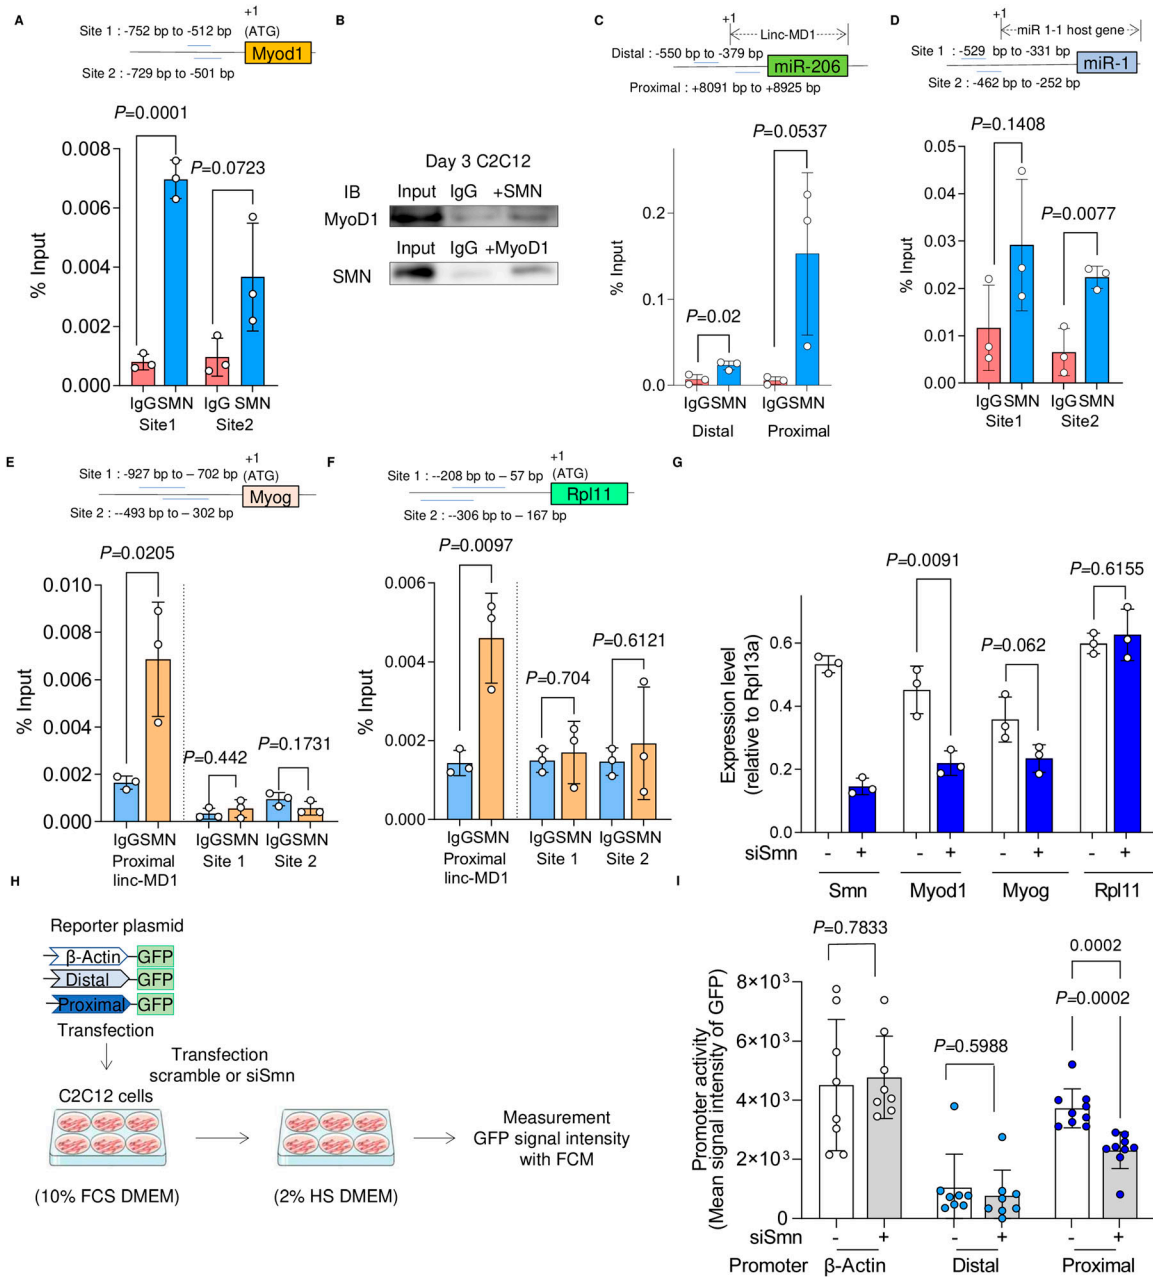 A
+1
Site 1 : -752 bp to -512 bp
(ATG)
Myod1
Site 2 : -729 bp to -501 bp
P=0.0001
P=0.0723
% Input
0.008
0.006
0.004
0.002
0.000
IgG SMN IgG SMN
Site1 Site2
B
Day 3 C2C12
IB Input IgG +SMN
MyoD1
Input IgG +MyoD1
SMN
C
+1
Linc-MD1
Distal : -550 bp to -379 bp
miR-206
Proximal : +8091 bp to +8925 bp
P=0.0537
P=0.02
% Input
0.2
0.1
0.0
IgG SMN IgG SMN
Distal Proximal
D
+1
miR 1-1 host gene
Site 1 : -529 bp to -331 bp
miR-1
Site 2 : -462 bp to -252 bp
P=0.1408
P=0.0077
% Input
0.05
0.04
0.03
0.02
0.01
0.00
IgG SMN IgG SMN
Site1 Site2
E
+1
Site 1 : -927 bp to – 702 bp
(ATG)
Myog
Site 2 : --493 bp to – 302 bp
P=0.0205
P=0.442
P=0.1731
% Input
0.010
0.008
0.006
0.004
0.002
0.000
IgG SMN IgG SMN IgG SMN
Proximal Site 1 Site 2
linc-MD1
F
+1
Site 1 : --208 bp to – 57 bp
(ATG)
Rpl11
Site 2 : --306 bp to – 167 bp
P=0.0097
P=0.704
P=0.6121
% Input
0.006
0.004
0.002
0.000
IgG SMN IgG SMN IgG SMN
Proximal Site 1 Site 2
linc-MD1
G
P=0.0091
P=0.062
P=0.6155
Expression level
(relative to Rpl13a)
0.6
0.4
0.2
0.0
siSmn - + - + - + - +
Smn Myod1 Myog Rpl11
H
Reporter plasmid
β-Actin GFP
Distal GFP
Proximal GFP
Transfection
Transfection
scramble or siSmn
C2C12 cells
Measurement
GFP signal intensity
with FCM
(10% FCS DMEM) (2% HS DMEM)
I
P=0.7833
P=0.5988
0.0002
P=0.0002
Promoter activity
(Mean signal intensity of GFP)
8×10³
6×10³
4×10³
2×10³
0
siSmn - + - + - +
Promoter β-Actin Distal Proximal